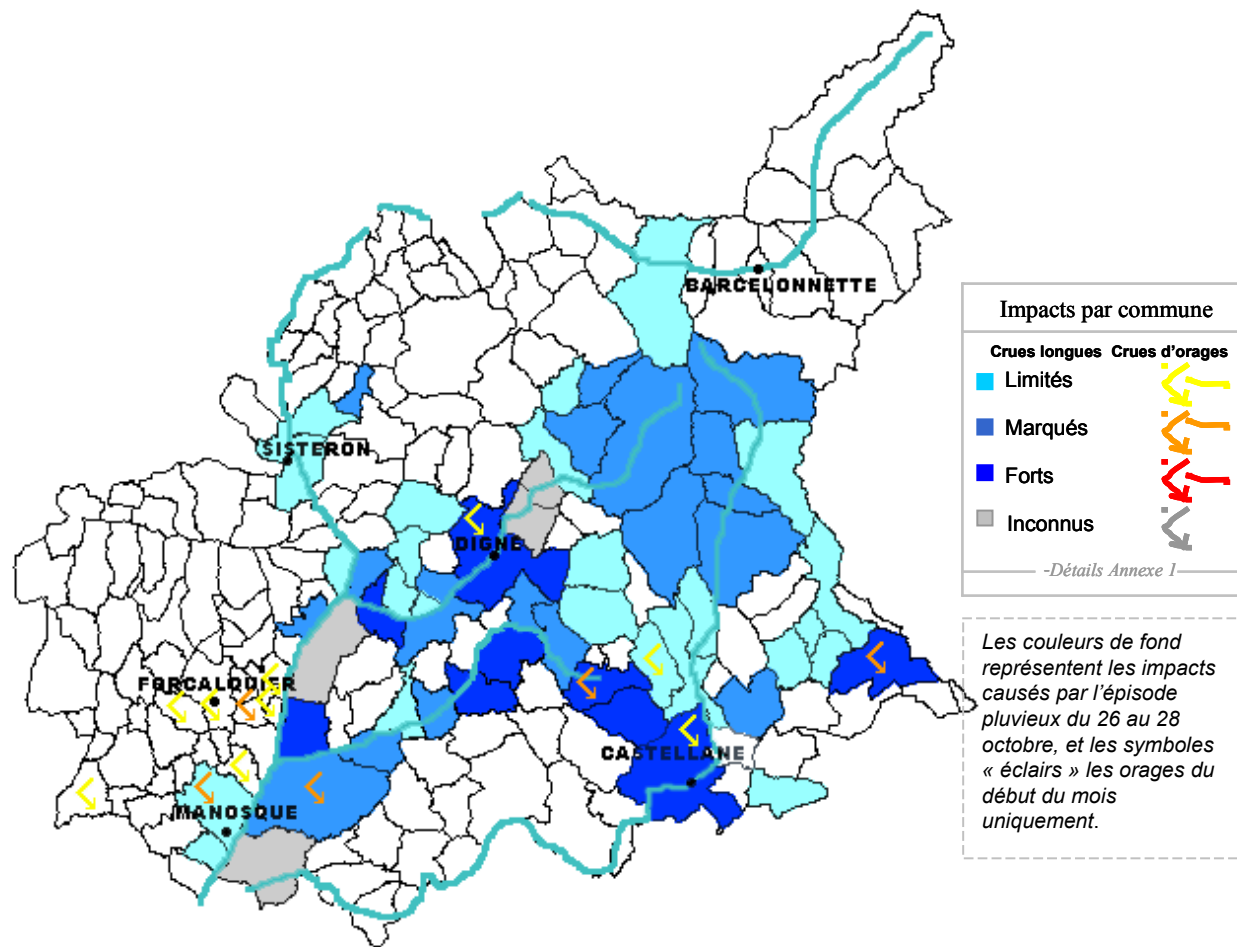 BARCELONNETTE
SISTERON
DIGNE
FORCALQUIER
CASTELLANE
MANOSQUE
Impacts par commune
Crues longues Crues d'orages
Limités
Marqués
Forts
Inconnus
-Détails Annexe 1-
Les couleurs de fond
représentent les impacts
causés par l'épisode
pluvieux du 26 au 28
octobre, et les symboles
« éclairs » les orages du
début du mois
uniquement.